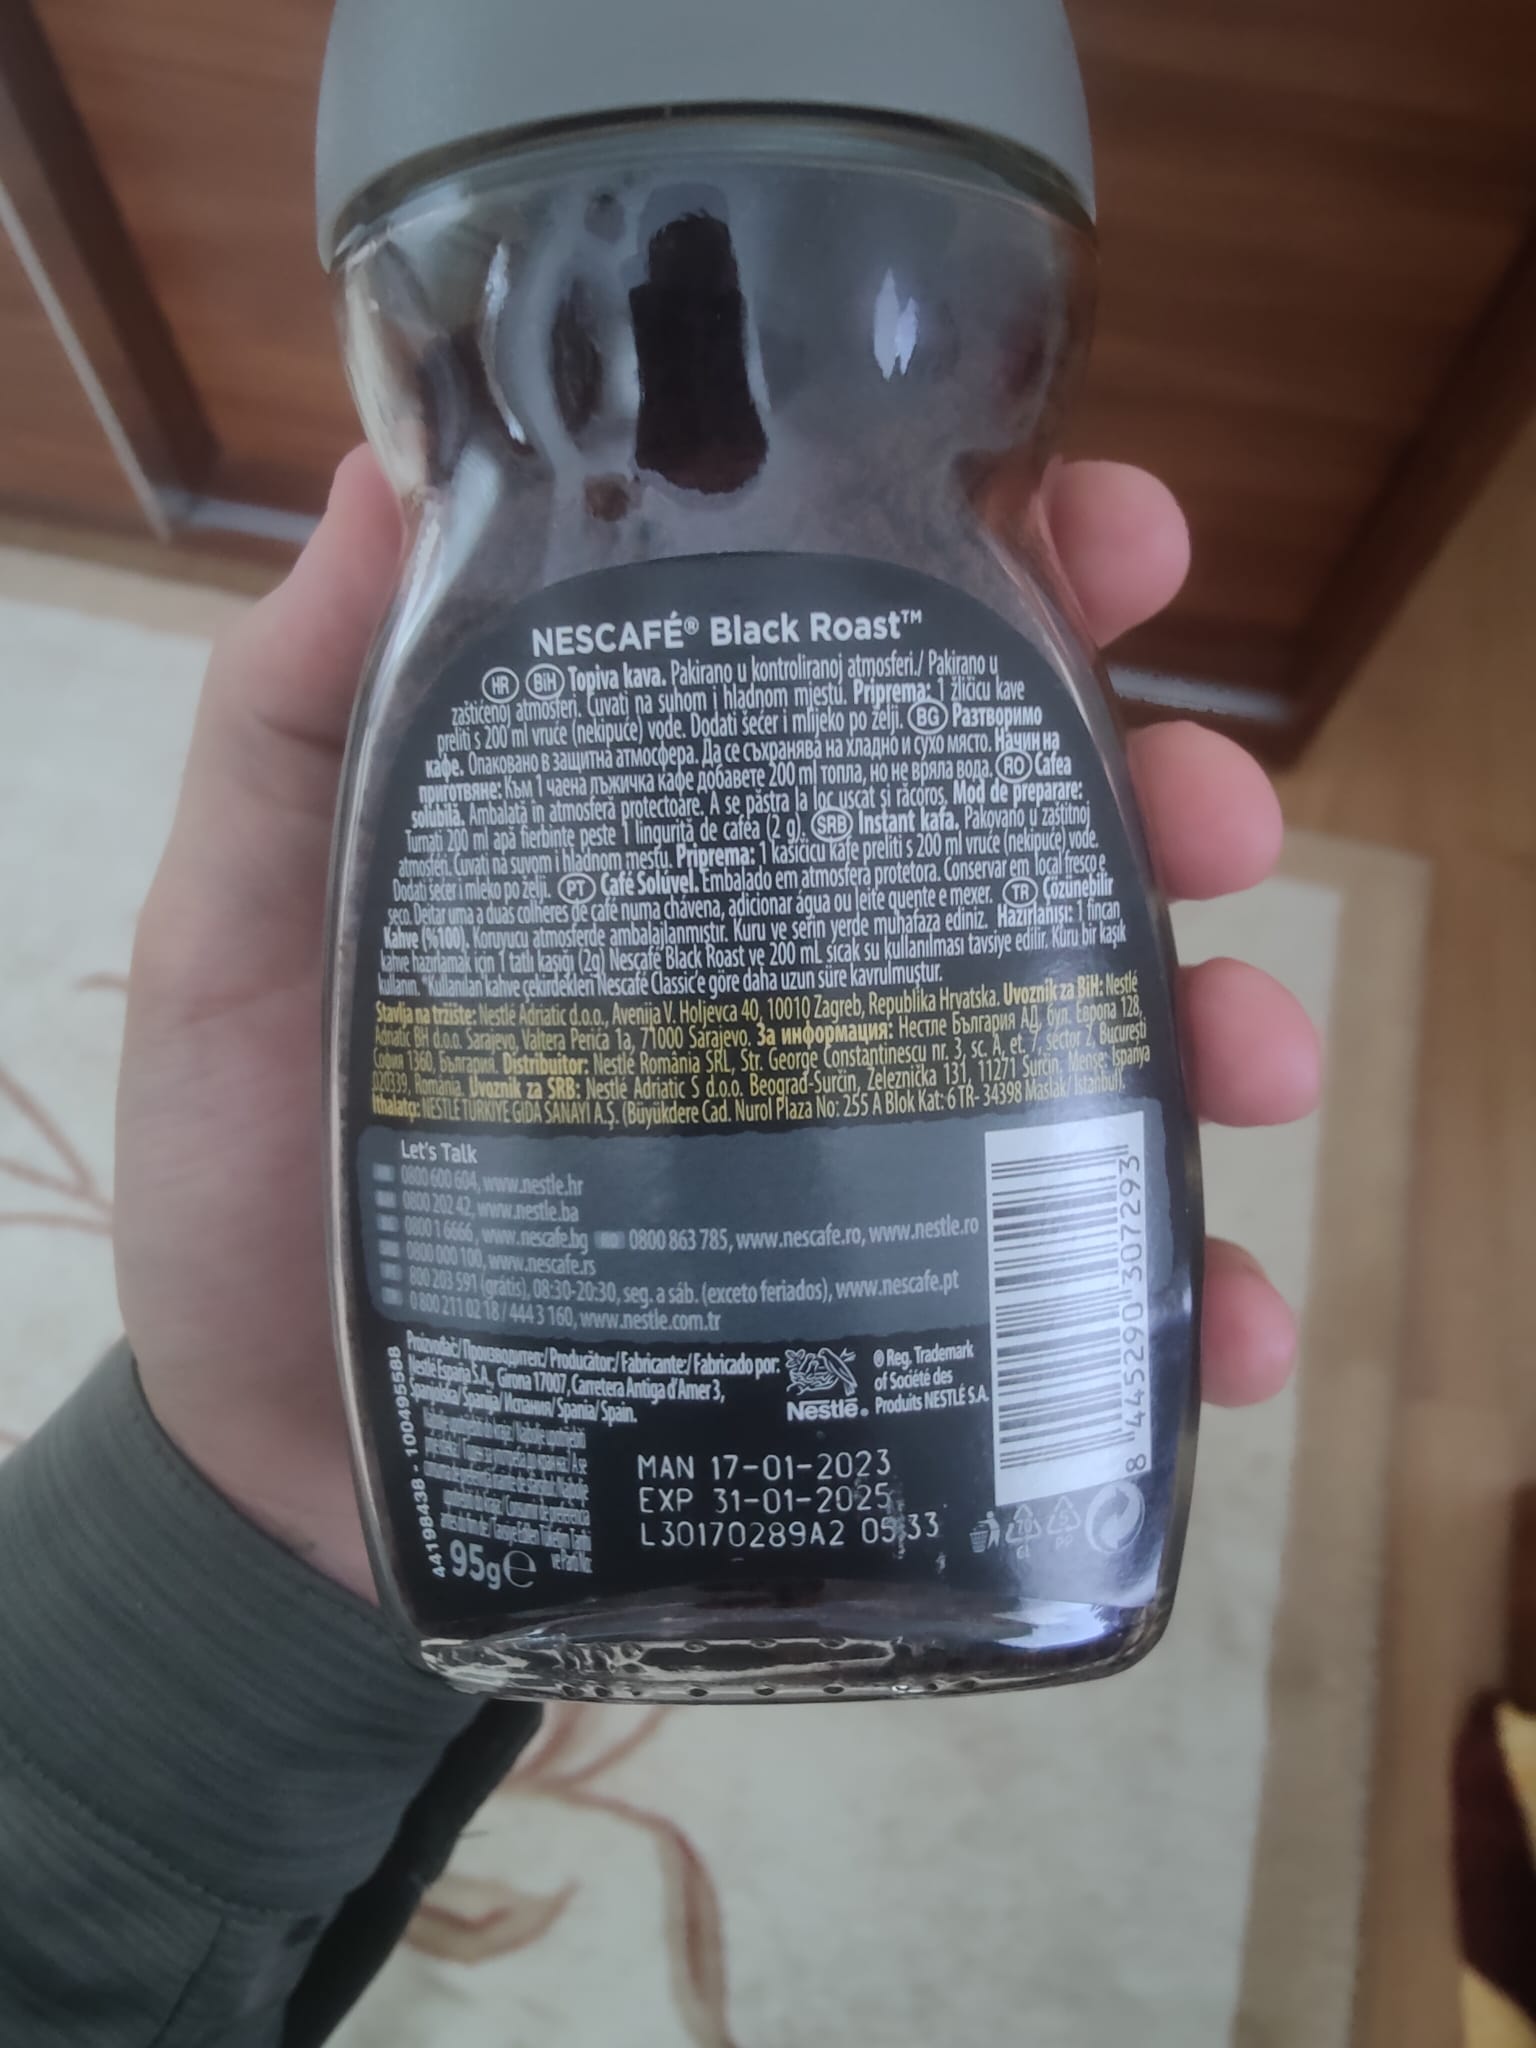 NESCAFÉ® Black Roast™
HR BiH Topiva kava. Pakirano u kontroliranoj atmosferi./ Pakirano u
zaštićenoj atmosferi. Čuvati na suhom i hladnom mjestu. Priprema: 1 žličicu kave
preliti s 200 ml vruće (nekipuće) vode. Dodati šećer i mlijeko po želji. BG Разтворимо
кафе. Опаковано в защитна атмосфера. Да се съхранява на хладно и сухо място. Начин на
приготвяне: Към 1 чаена лъжичка кафе добавете 200 ml топла, но не вряла вода. RO Cafea
solubilă. Ambalată în atmosferă protectoare. A se păstra la loc uscat și răcoros. Mod de preparare:
Turnați 200 ml apă fierbinte peste 1 linguriță de cafea (2 g). SRB Instant kafa. Pakovano u zaštitnoj
atmosferi. Čuvati na suvom i hladnom mestu. Priprema: 1 kašičicu kafe preliti s 200 ml vruće (nekipuće) vode.
Dodati šećer i mleko po želji. PT Café Solúvel. Embalado em atmosfera protetora. Conservar em local fresco e
seco. Deitar uma a duas colheres de café numa chávena, adicionar água ou leite quente e mexer. TR Çözünebilir
Kahve (%100). Koruyucu atmosferde ambalajlanmıştır. Kuru ve serin yerde muhafaza ediniz. Hazırlanışı: 1 fincan
kahve hazırlamak için 1 tatlı kaşığı (2g) Nescafé Black Roast ve 200 mL sıcak su kullanılması tavsiye edilir. Kuru bir kaşık
kullanın. *Kullanılan kahve çekirdekleri Nescafé Classic'e göre daha uzun süre kavrulmuştur.
Stavlja na tržište: Nestlé Adriatic d.o.o., Avenija V. Holjevca 40, 10010 Zagreb, Republika Hrvatska. Uvoznik za BiH: Nestlé
Adriatic BH d.o.o. Sarajevo, Valtera Perića 1a, 71000 Sarajevo. За информация: Нестле България АД, бул. Европа 128,
София 1360, България. Distribuitor: Nestlé România SRL, Str. George Constantinescu nr. 3, sc. A, et. 7, sector 2, București
020339, România. Uvoznik za SRB: Nestlé Adriatic S d.o.o. Beograd-Surčin, Železnička 131, 11271 Surčin. Menşe: İspanya
İthalatçı: NESTLE TÜRKİYE GIDA SANAYİ A.Ş. (Büyükdere Cad. Nurol Plaza No: 255 A Blok Kat: 6 TR- 34398 Maslak/ İstanbul).
Let's Talk
0800 600 604, www.nestle.hr
0800 202 42, www.nestle.ba
0800 1 6666, www.nescafe.bg 0800 863 785, www.nescafe.ro, www.nestle.ro
0800 000 100, www.nescafe.rs
800 203 591 (grátis), 08:30-20:30, seg. a sáb. (exceto feriados), www.nescafe.pt
0 800 211 02 18 / 444 3 160, www.nestle.com.tr
Proizvođač/Производител:/Producător:/Fabricante:/Fabricado por:
Nestlé España S.A., Girona 17007, Carretera Antiga d'Amer 3,
Španjolska/Španija/Испания/Spania/Spain.
Nestlé.
® Reg. Trademark
of Société des
Produits NESTLÉ S.A.
44198438 - 100495588
MAN 17-01-2023
EXP 31-01-2025
L30170289A2 05:33
95g e
8 445290 307293
70
GL
5
PP